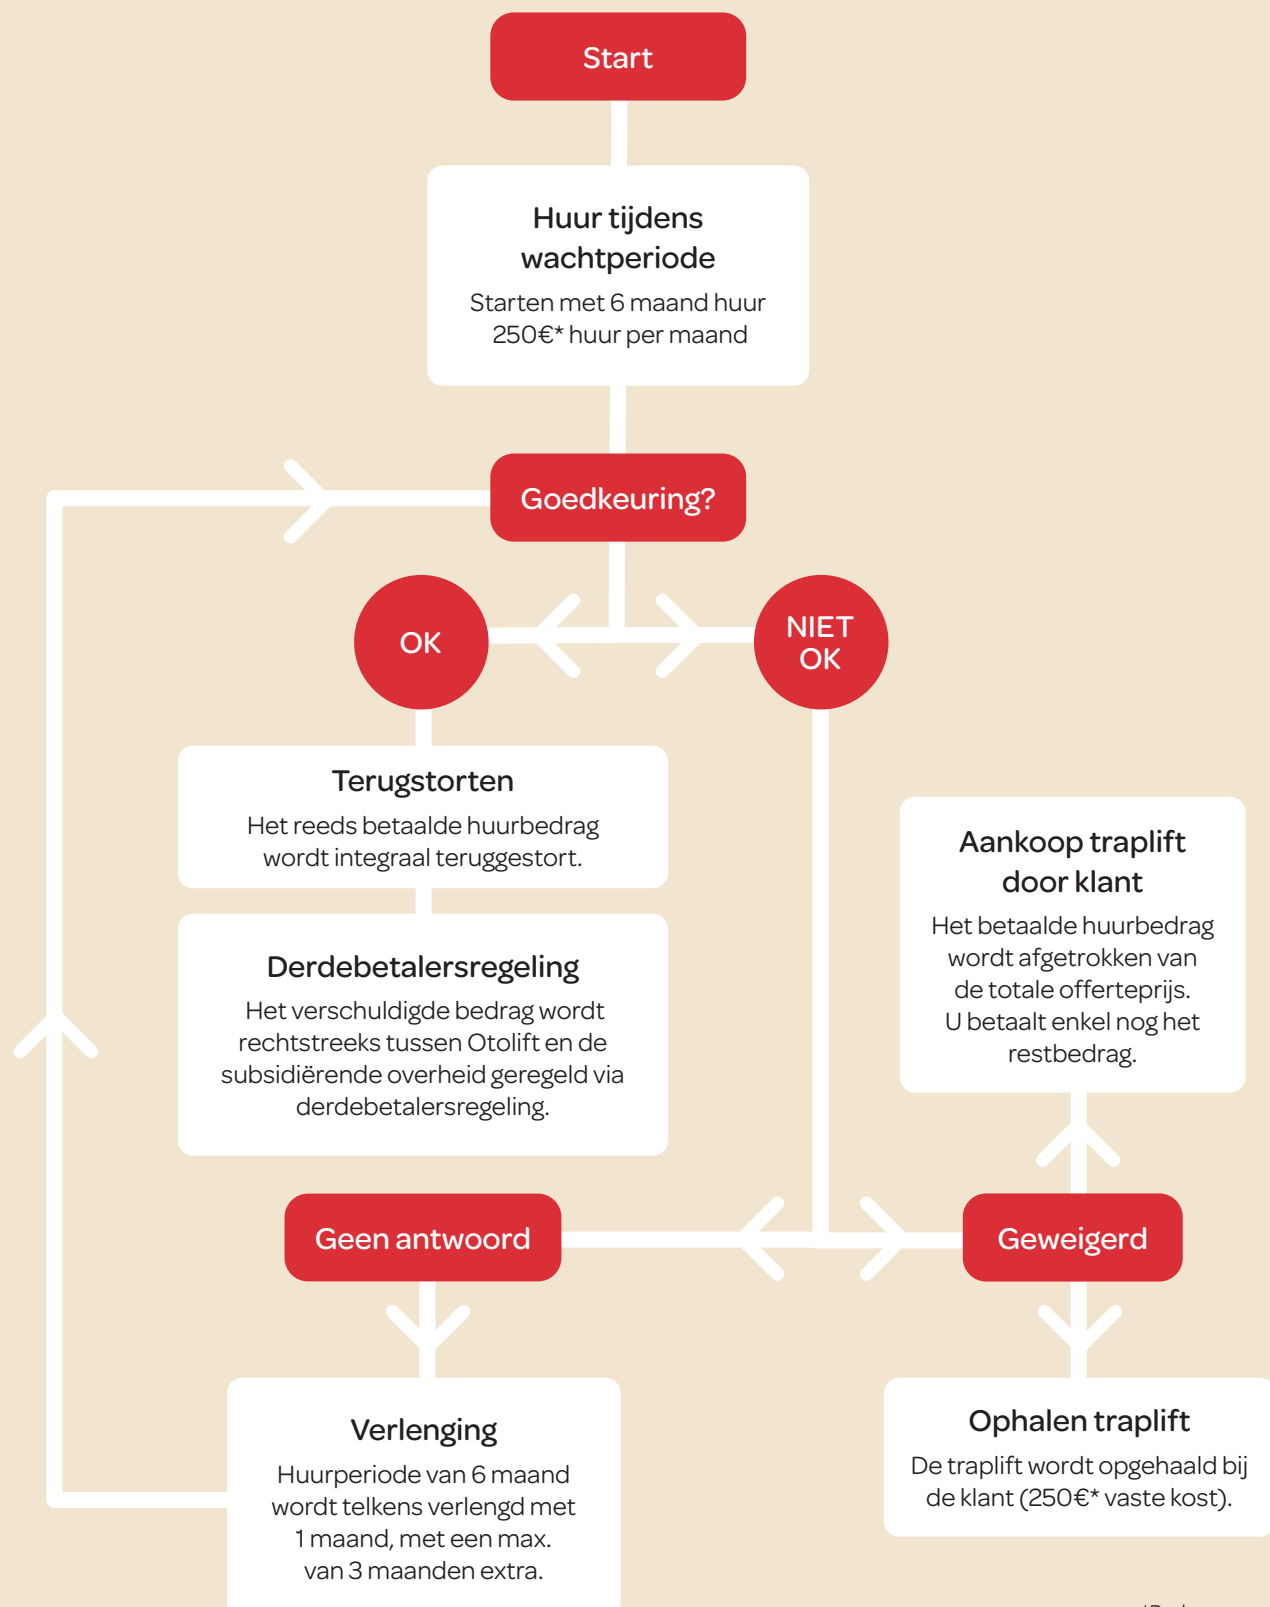 Start
Huur tijdens
wachtperiode
Starten met 6 maand huur
250€* huur per maand
Goedkeuring?
OK
NIET
OK
Terugstorten
Het reeds betaalde huurbedrag
wordt integraal teruggestort.
Derdebetalersregeling
Het verschuldigde bedrag wordt
rechtstreeks tussen Otolift en de
subsidiërende overheid geregeld via
derdebetalersregeling.
Aankoop traplift
door klant
Het betaalde huurbedrag
wordt afgetrokken van
de totale offerteprijs.
U betaalt enkel nog het
restbedrag.
Geen antwoord
Geweigerd
Verlenging
Huurperiode van 6 maand
wordt telkens verlengd met
1 maand, met een max.
van 3 maanden extra.
Ophalen traplift
De traplift wordt opgehaald bij
de klant (250€* vaste kost).